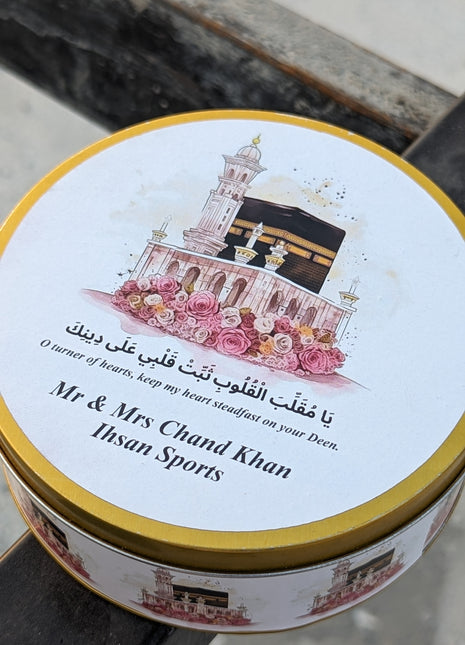 يَا مُقَلِّبَ الْقُلُوبِ ثَبِّتْ قَلْبِي عَلَى دِينِكَ
O turner of hearts, keep my heart steadfast on your Deen.
Mr & Mrs Chand Khan
Ihsan Sports